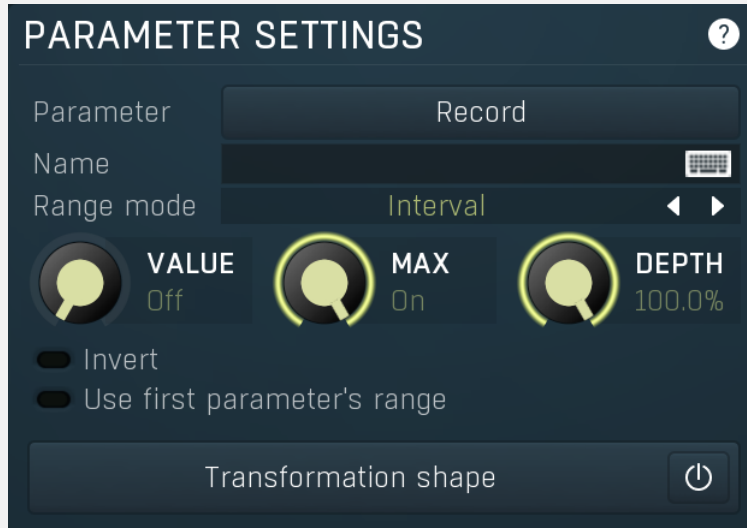 PARAMETER SETTINGS ?
Parameter Record
Name
Range mode Interval
VALUE MAX DEPTH
Off On 100.0%
Invert
Use first parameter's range
Transformation shape